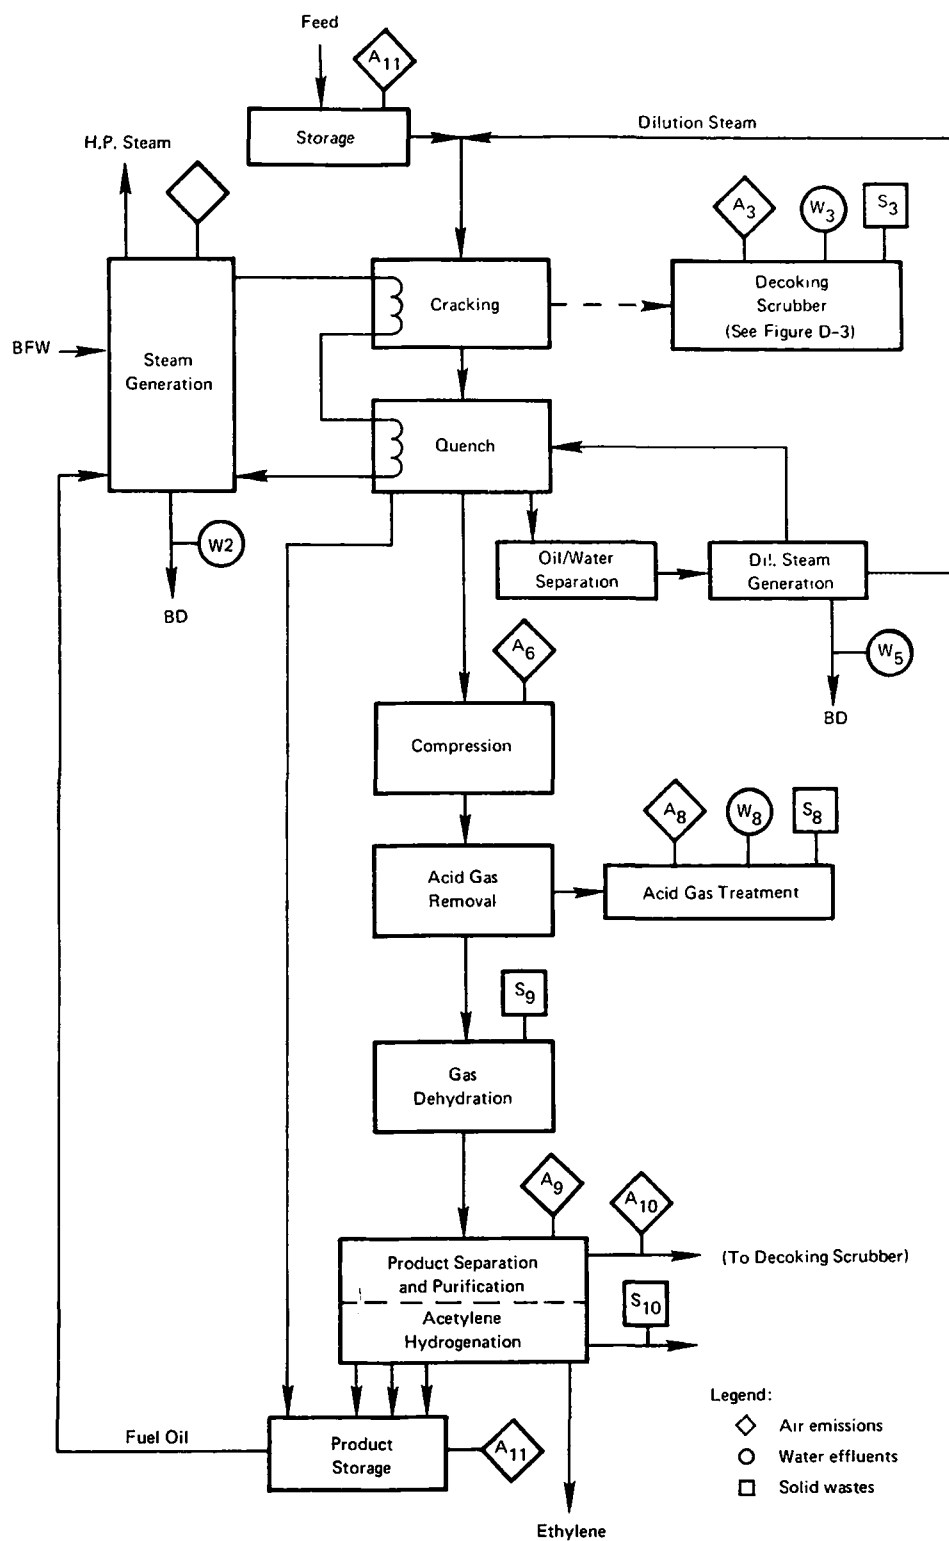 Feed
A11
Storage
Dilution Steam
H.P. Steam
A3
W3
S3
Decoking
Scrubber
(See Figure D-3)
Cracking
BFW
Steam
Generation
Quench
W2
BD
Oil/Water
Separation
Dil. Steam
Generation
W5
BD
A6
Compression
A8
W8
S8
Acid Gas
Removal
Acid Gas Treatment
S9
Gas
Dehydration
A9
A10
Product Separation
and Purification
(To Decoking Scrubber)
Acetylene
Hydrogenation
S10
Legend:
Air emissions
Water effluents
Solid wastes
Fuel Oil
Product
Storage
A11
Ethylene